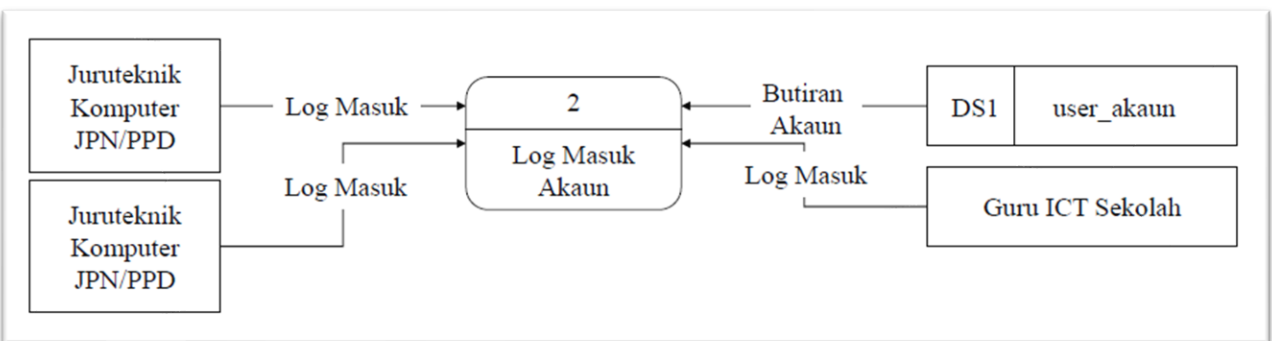 Juruteknik
Komputer
JPN/PPD
Log Masuk
2
Log Masuk
Akaun
Butiran
Akaun
DS1
user_akaun
Juruteknik
Komputer
JPN/PPD
Log Masuk
Log Masuk
Guru ICT Sekolah